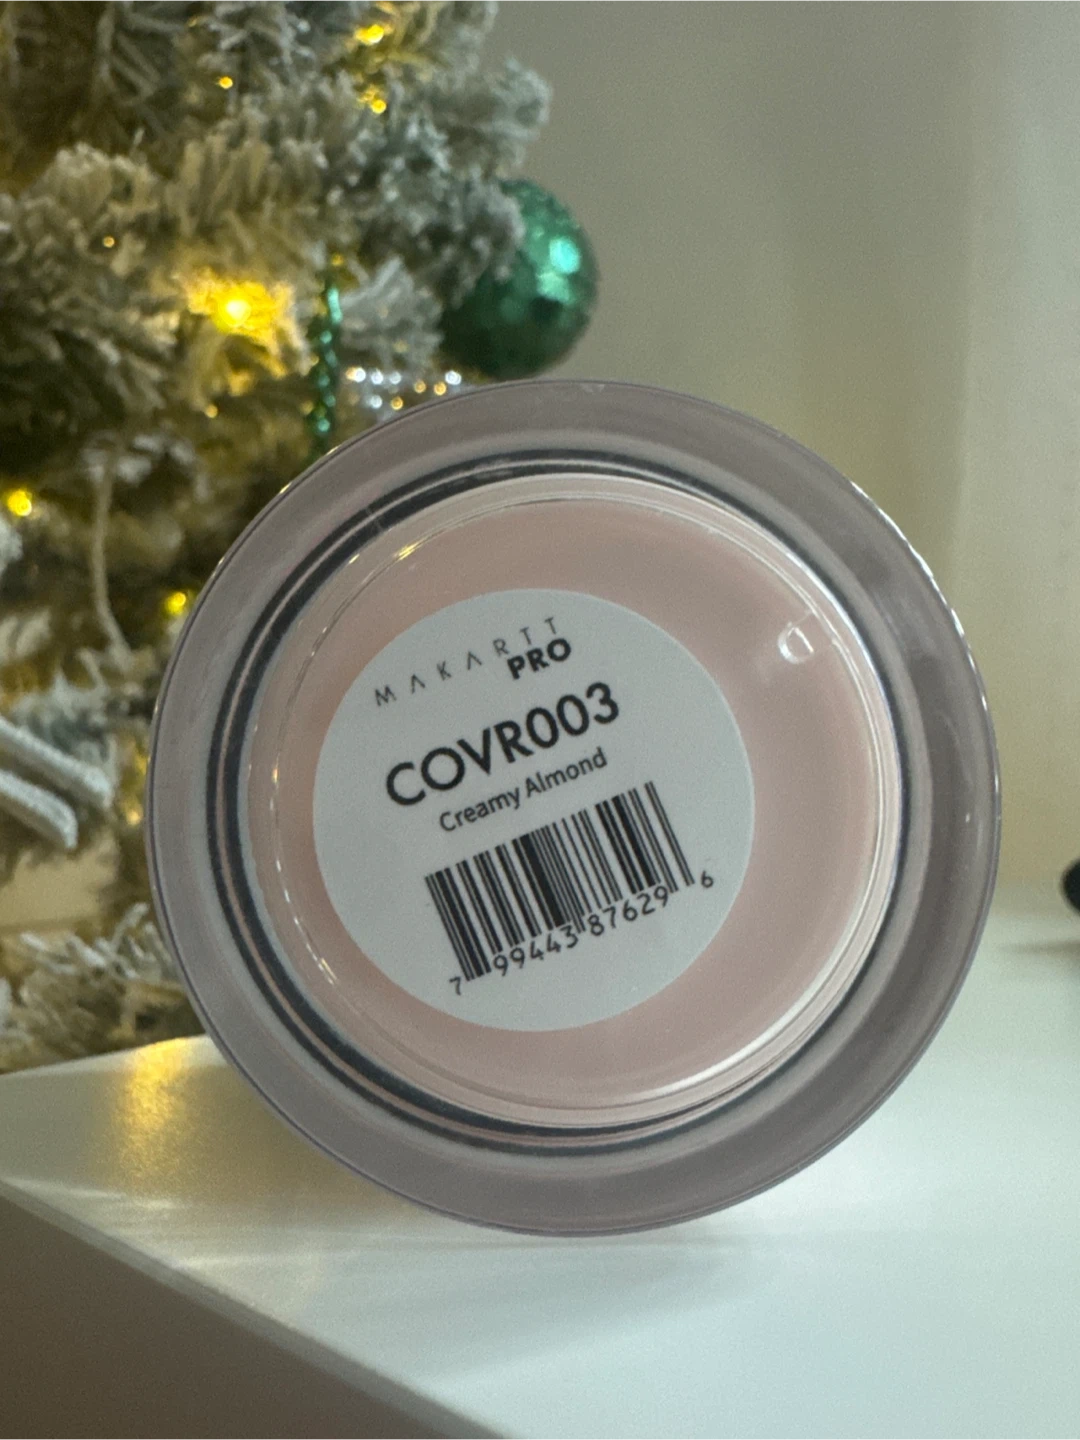 MAKARTT
PRO
COVR003
Creamy Almond
7 99443 87629 6